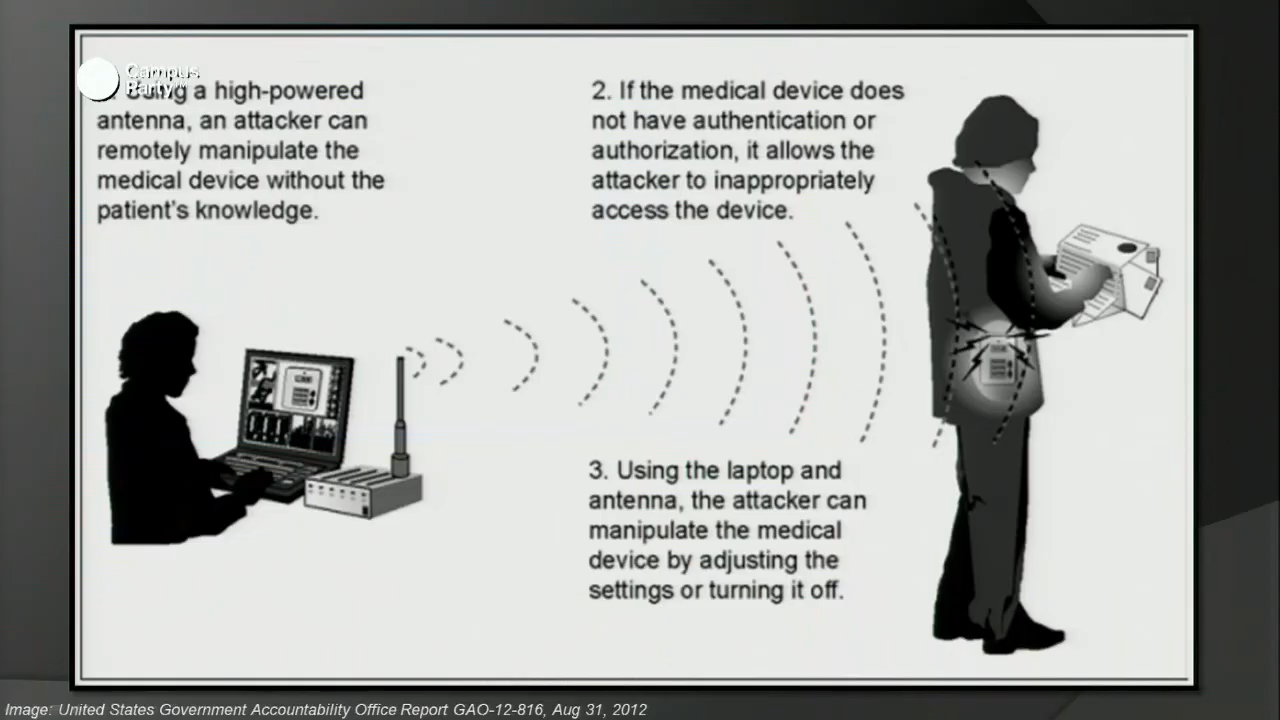 Campus
Party
Using a high-powered
antenna, an attacker can
remotely manipulate the
medical device without the
patient's knowledge.
2. If the medical device does
not have authentication or
authorization, it allows the
attacker to inappropriately
access the device.
3. Using the laptop and
antenna, the attacker can
manipulate the medical
device by adjusting the
settings or turning it off.
Image: United States Government Accountability Office Report GAO-12-816, Aug 31, 2012